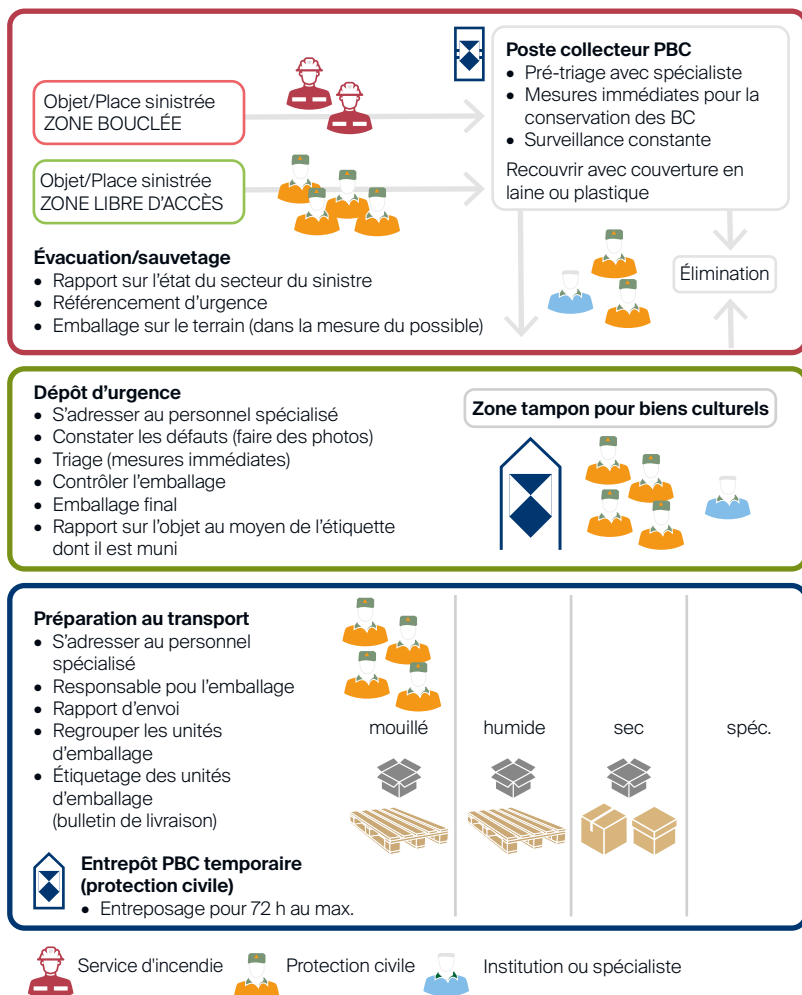 Objet/Place sinistrée
ZONE BOUCLÉE
Objet/Place sinistrée
ZONE LIBRE D'ACCÈS
Poste collecteur PBC
• Pré-triage avec spécialiste
• Mesures immédiates pour la
conservation des BC
• Surveillance constante
Recouvrir avec couverture en
laine ou plastique
Élimination
Évacuation/sauvetage
• Rapport sur l'état du secteur du sinistre
• Référencement d'urgence
• Emballage sur le terrain (dans la mesure du possible)
Dépôt d'urgence
• S'adresser au personnel spécialisé
• Constater les défauts (faire des photos)
• Triage (mesures immédiates)
• Contrôler l'emballage
• Emballage final
• Rapport sur l'objet au moyen de l'étiquette
dont il est muni
Zone tampon pour biens culturels
Préparation au transport
• S'adresser au personnel
spécialisé
• Responsable pou l'emballage
• Rapport d'envoi
• Regrouper les unités
d'emballage
• Étiquetage des unités
d'emballage
(bulletin de livraison)
mouillé
humide
sec
spéc.
Entrepôt PBC temporaire
(protection civile)
• Entreposage pour 72 h au max.
Service d'incendie
Protection civile
Institution ou spécialiste